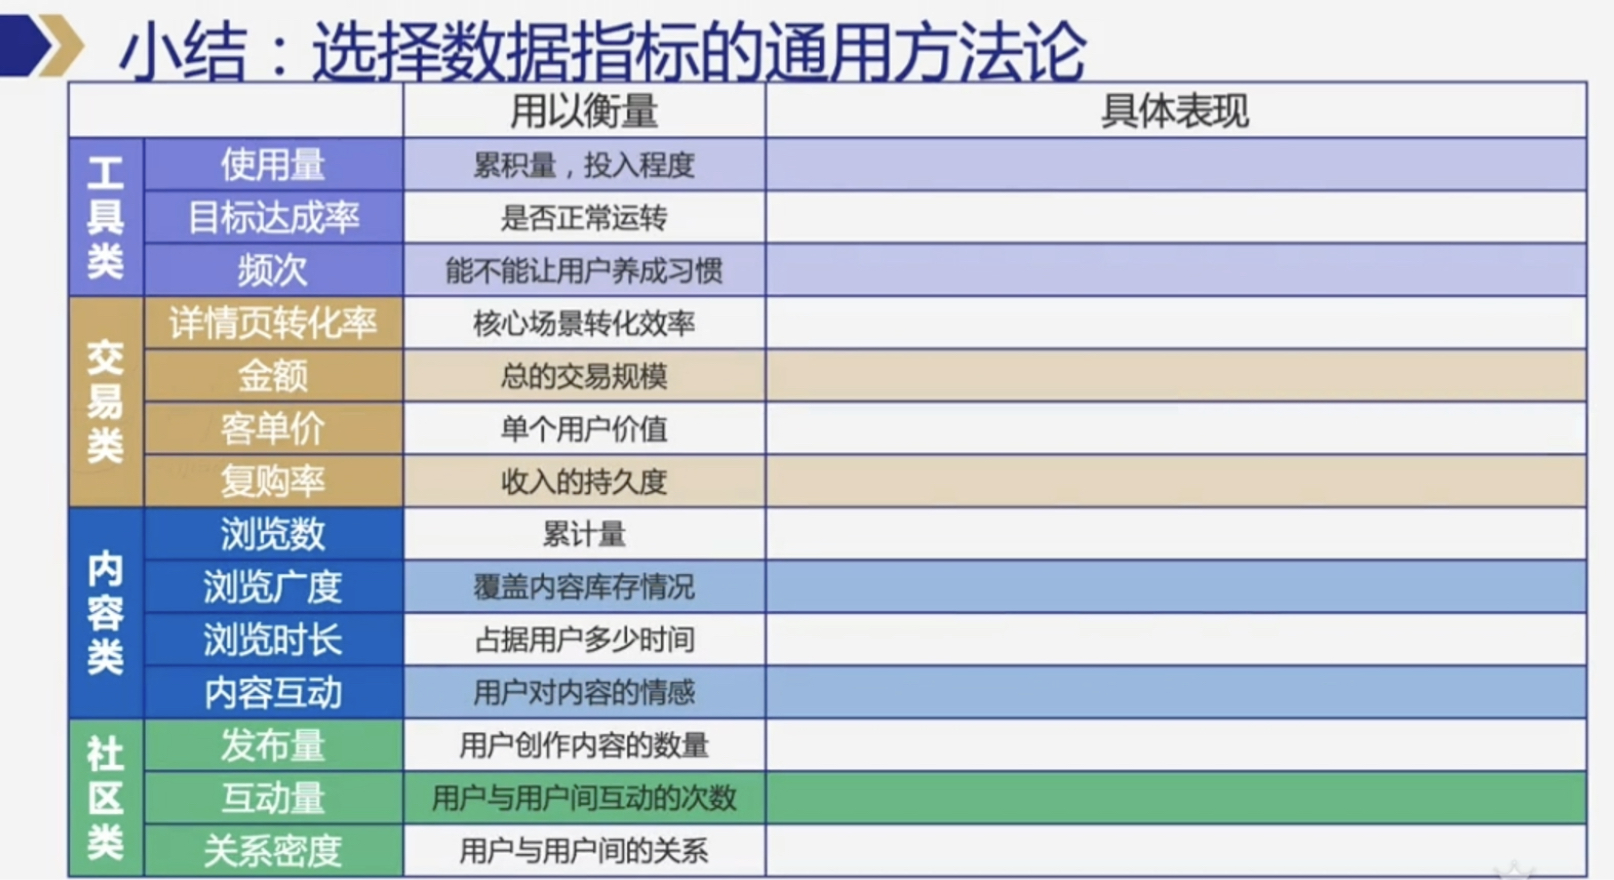 小结：选择数据指标的通用方法论
用以衡量 具体表现
工具类
使用量 累积量，投入程度
目标达成率 是否正常运转
频次 能不能让用户养成习惯
交易类
详情页转化率 核心场景转化效率
金额 总的交易规模
客单价 单个用户价值
复购率 收入的持久度
内容类
浏览数 累计量
浏览广度 覆盖内容库存情况
浏览时长 占据用户多少时间
内容互动 用户对内容的情感
社区类
发布量 用户创作内容的数量
互动量 用户与用户间互动的次数
关系密度 用户与用户间的关系